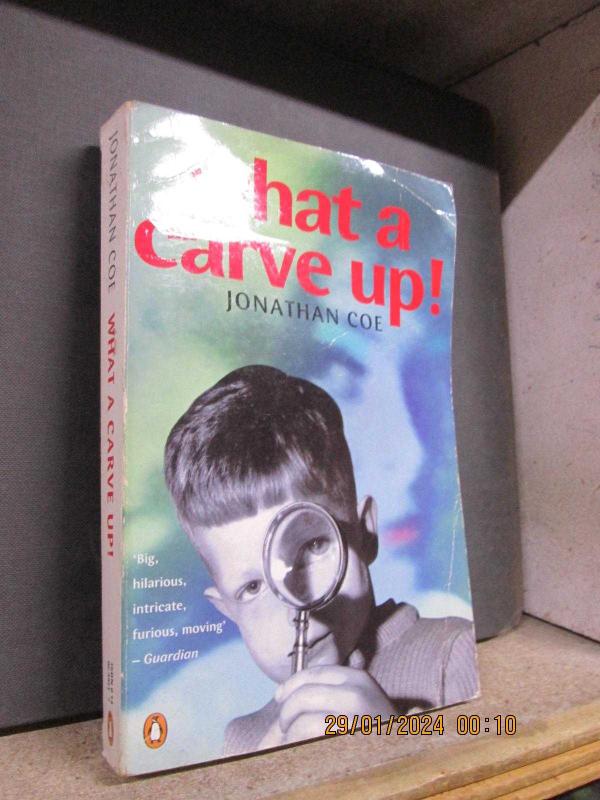 hat a
carve up!
JONATHAN COE
'Big,
hilarious,
intricate,
furious, moving'
– Guardian
JONATHAN COE WHAT A CARVE UP!
29/01/2024 00:10